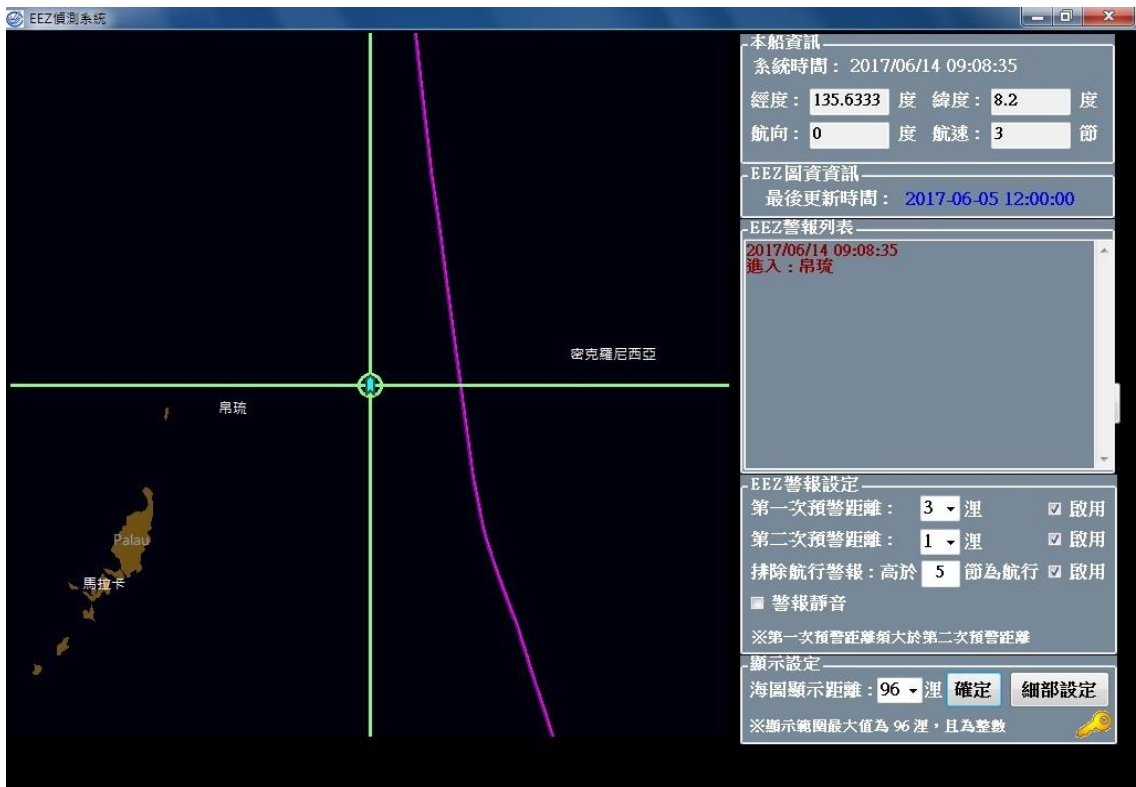 EEZ偵測系統
本船資訊
系統時間： 2017/06/14 09:08:35
經度： 135.6333 度 緯度： 8.2 度
航向： 0 度 航速： 3 節
EEZ圖資資訊
最後更新時間： 2017-06-05 12:00:00
EEZ警報列表
2017/06/14 09:08:35
進入：帛琉
密克羅尼西亞
帛琉
Palau
馬拉卡
EEZ警報設定
第一次預警距離： 3 浬 啟用
第二次預警距離： 1 浬 啟用
排除航行警報：高於 5 節為航行 啟用
警報靜音
※第一次預警距離須大於第二次預警距離
顯示設定
海圖顯示距離： 96 浬 確定 細部設定
※顯示範圍最大值為 96 浬，且為整數